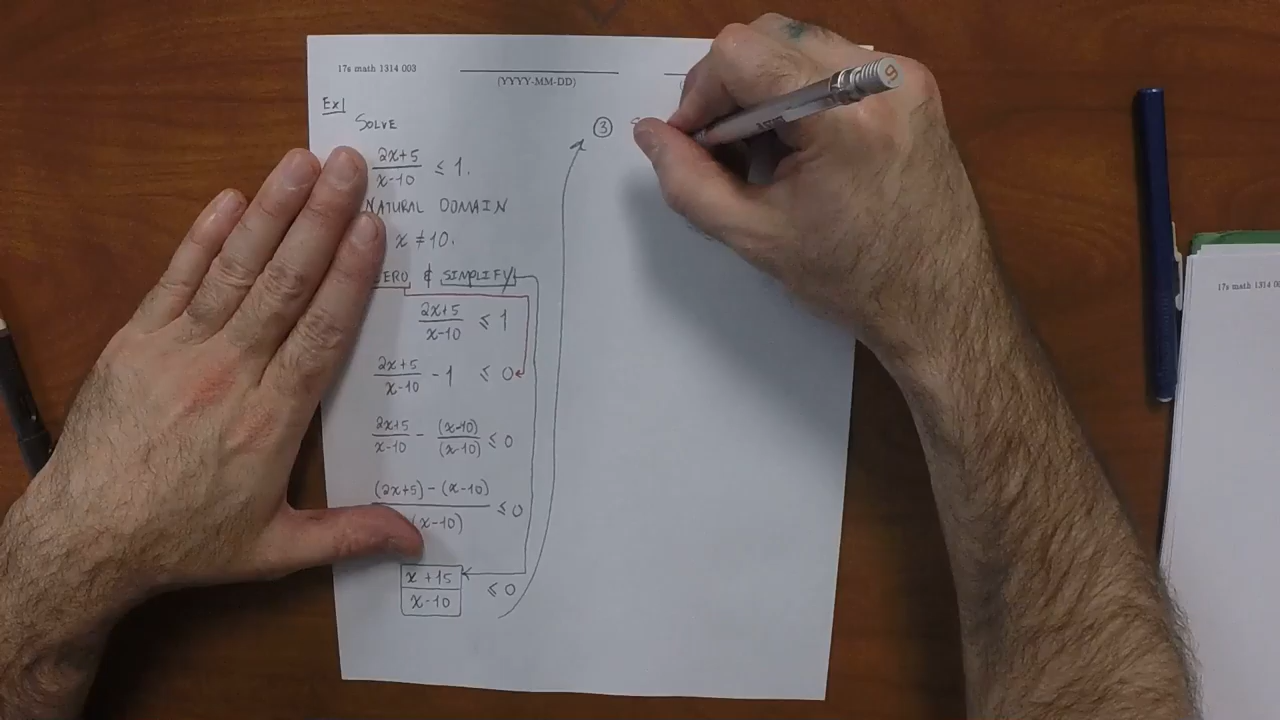 17s math 1314 003
(YYYY-MM-DD)
Ex1
SOLVE
2x+5
x-10
≤ 1.
NATURAL DOMAIN
x ≠ 10.
ERO & SIMPLIFY
2x+5
x-10
≤ 1
2x+5
x-10
- 1 ≤ 0
2x+5
x-10
-
(x-10)
(x-10)
≤ 0
(2x+5) - (x-10)
(x-10)
≤ 0
x +15
x-10
≤ 0
③
17s math 1314 00